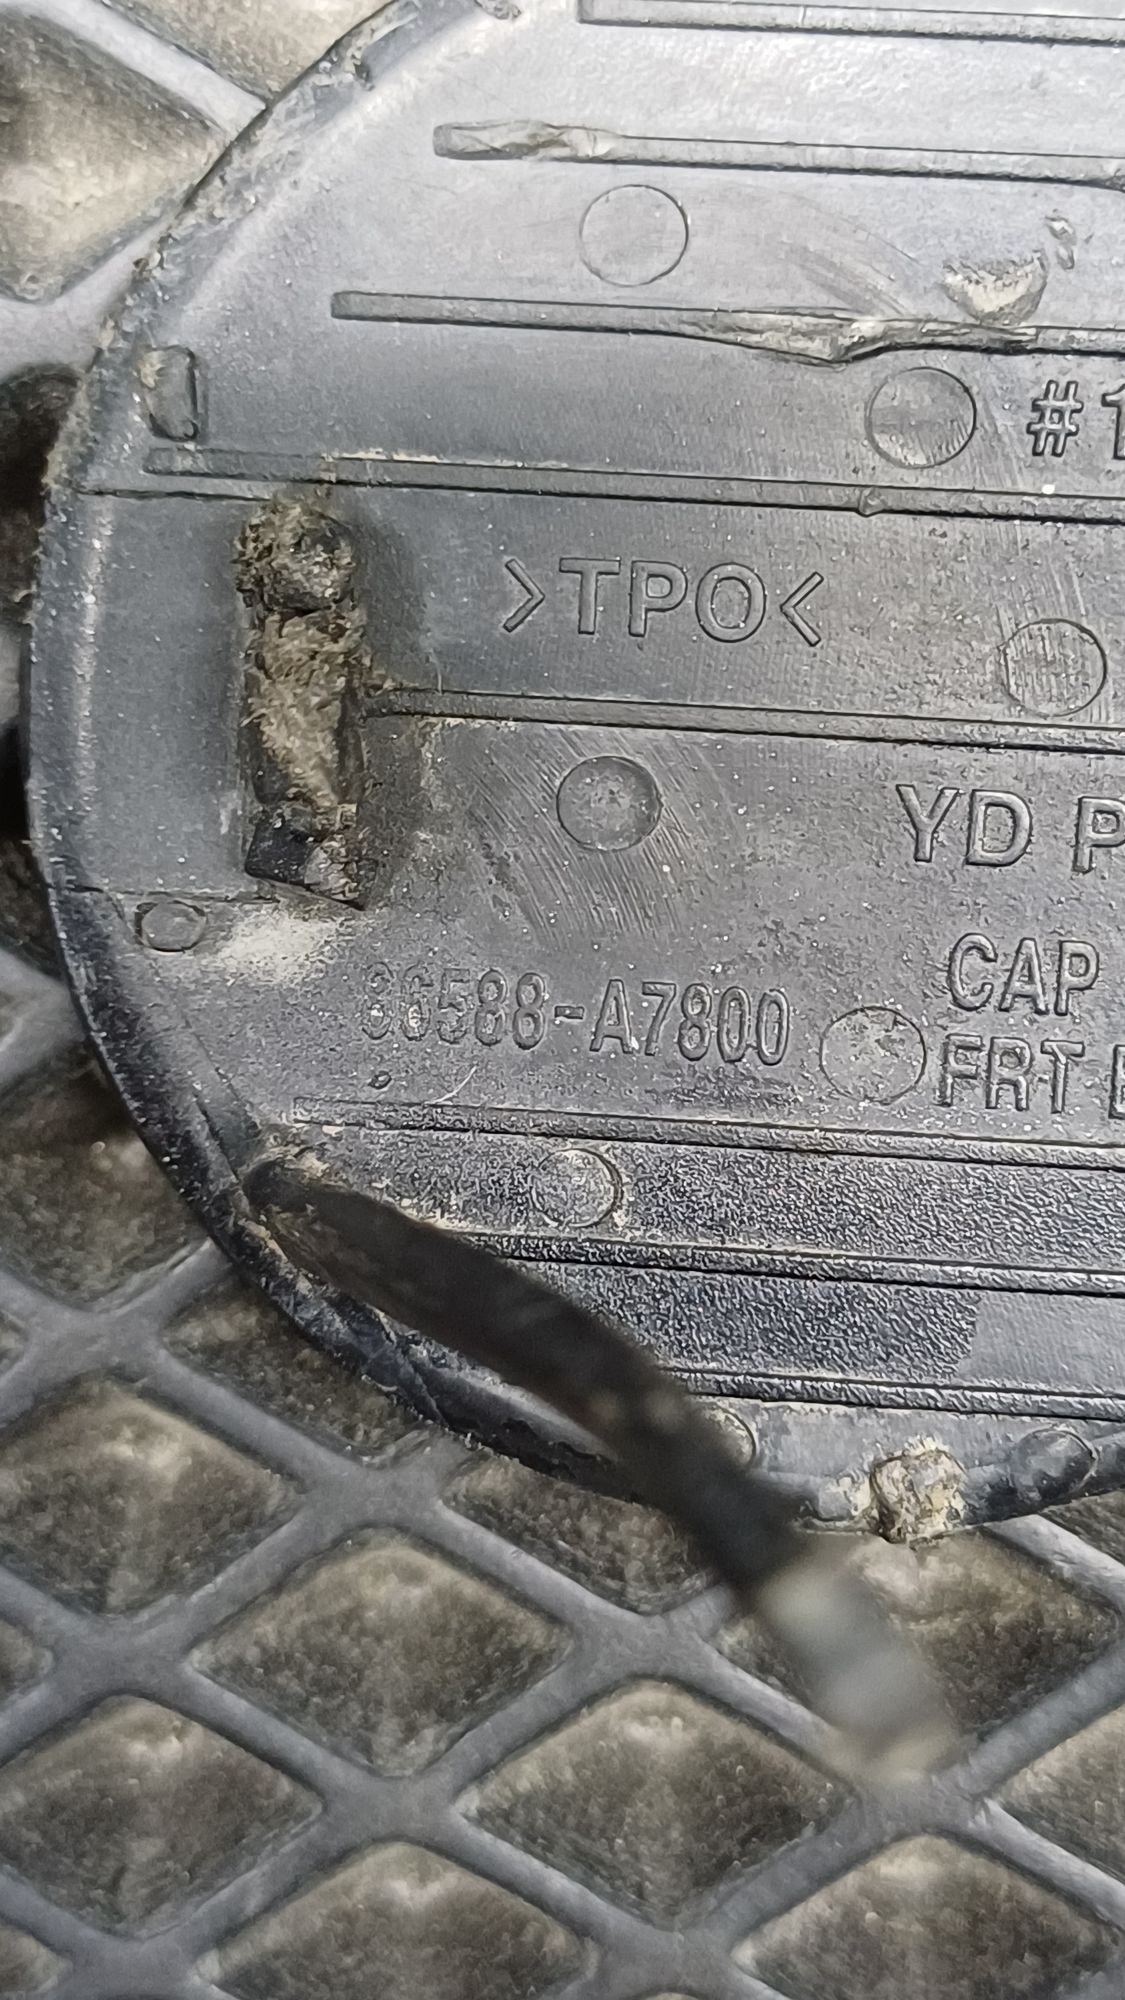 #1
>TPO<
YD P
86588-A7800
CAP
FRT